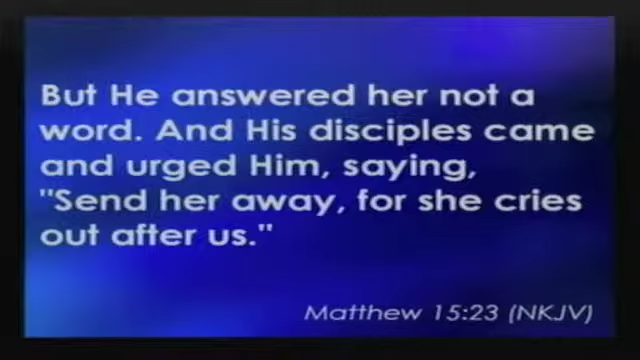 But He answered her not a
word. And His disciples came
and urged Him, saying,
"Send her away, for she cries
out after us."
Matthew 15:23 (NKJV)